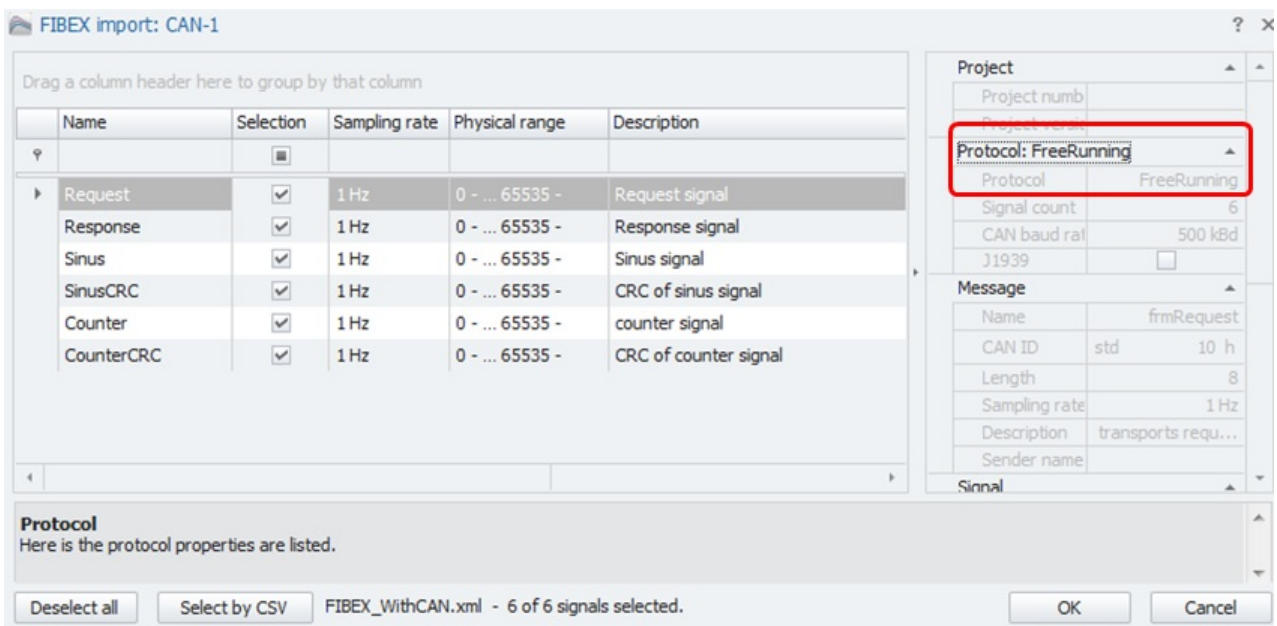 FIBEX import: CAN-1
? ×
Drag a column header here to group by that column
Name Selection Sampling rate Physical range Description
Request 1 Hz 0 - ... 65535 - Request signal
Response 1 Hz 0 - ... 65535 - Response signal
Sinus 1 Hz 0 - ... 65535 - Sinus signal
SinusCRC 1 Hz 0 - ... 65535 - CRC of sinus signal
Counter 1 Hz 0 - ... 65535 - counter signal
CounterCRC 1 Hz 0 - ... 65535 - CRC of counter signal
Project
Project numb
Project versic
Protocol: FreeRunning
Protocol FreeRunning
Signal count 6
CAN baud rat 500 kBd
J1939
Message
Name frmRequest
CAN ID std 10 h
Length 8
Sampling rate 1 Hz
Description transports requ...
Sender name
Signal
Protocol
Here is the protocol properties are listed.
Deselect all Select by CSV FIBEX_WithCAN.xml - 6 of 6 signals selected. OK Cancel